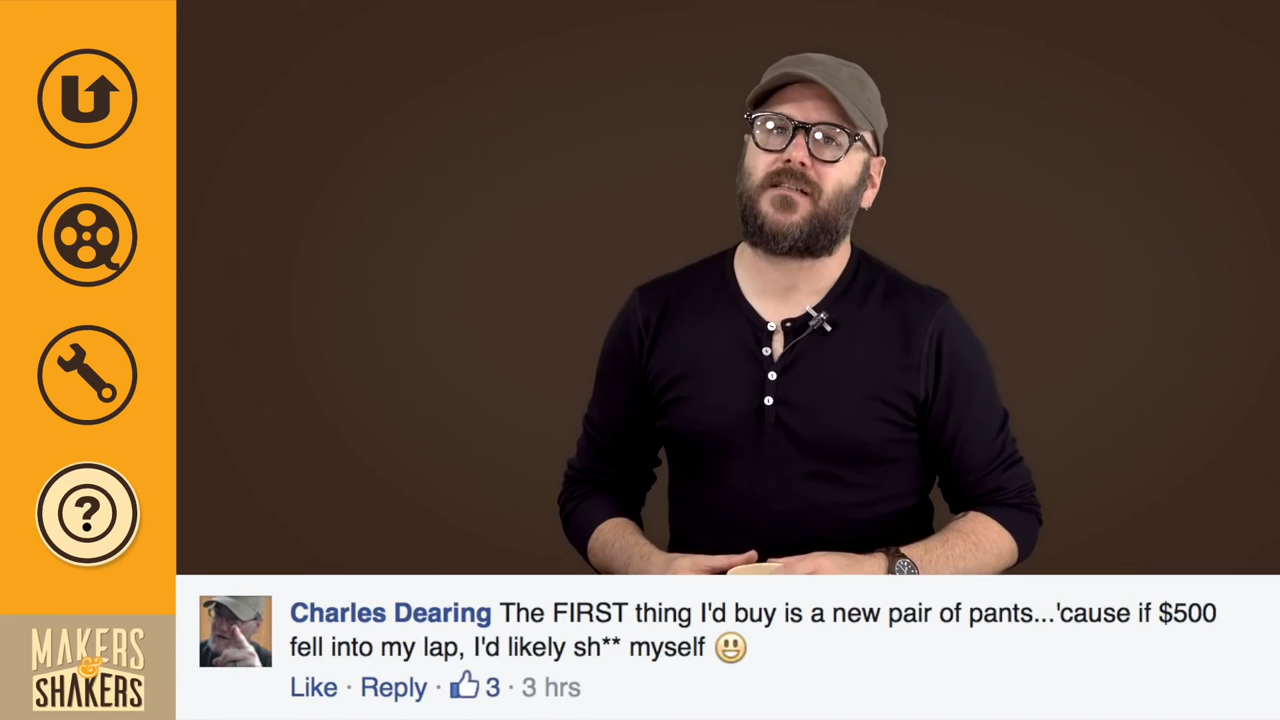 U
?
MAKERS
&
SHAKERS
Charles Dearing The FIRST thing I'd buy is a new pair of pants...'cause if $500
fell into my lap, I'd likely sh** myself 😃
Like · Reply · 3 · 3 hrs